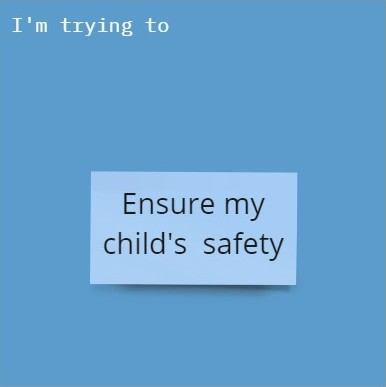 I'm trying to
Ensure my
child's  safety